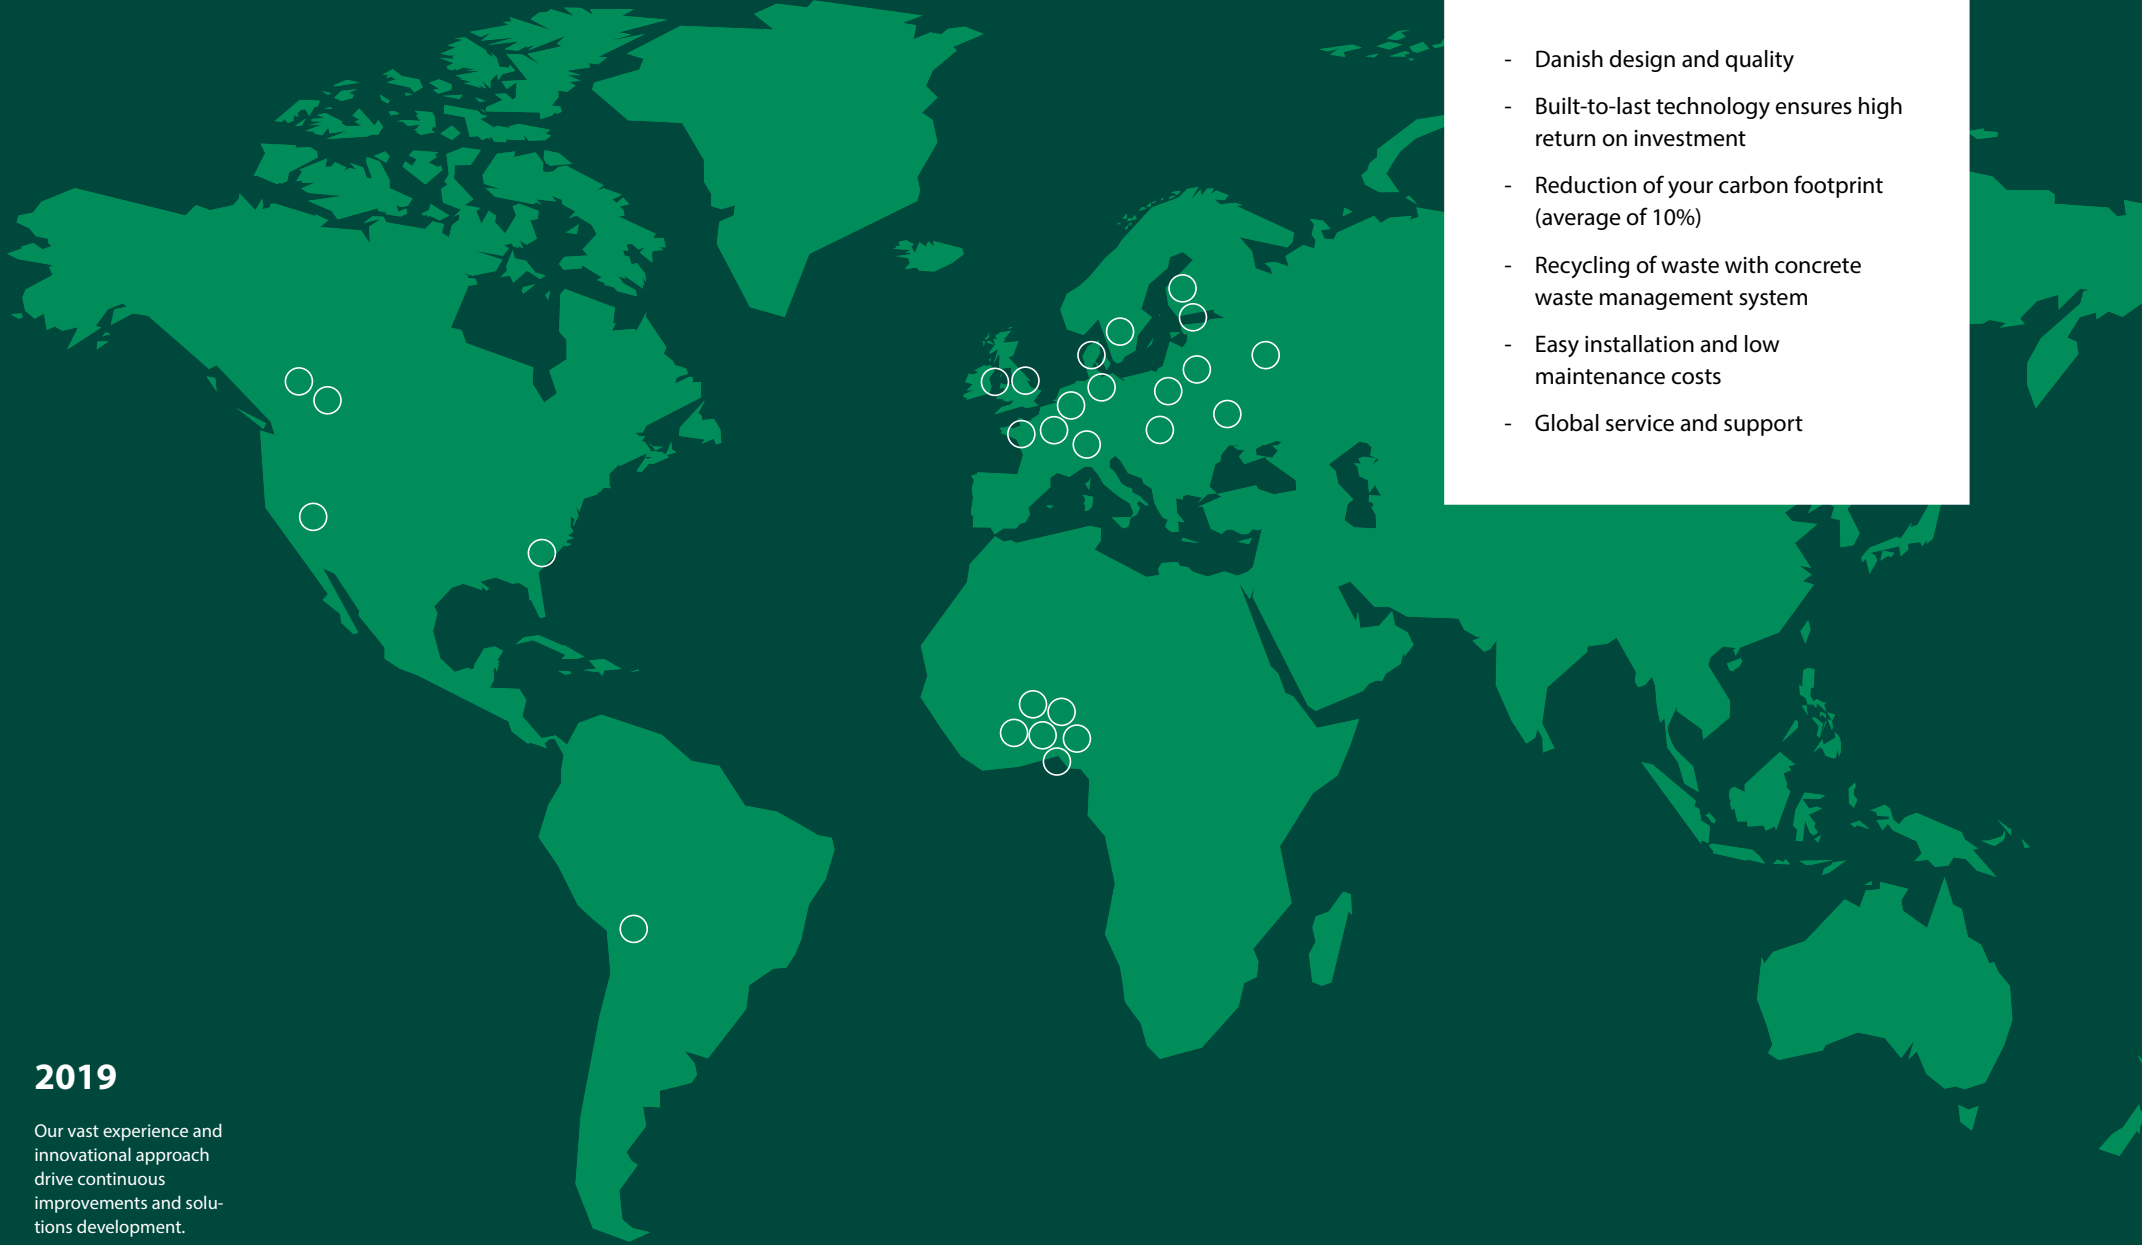 - Danish design and quality
- Built-to-last technology ensures high
return on investment
- Reduction of your carbon footprint
(average of 10%)
- Recycling of waste with concrete
waste management system
- Easy installation and low
maintenance costs
- Global service and support
2019
Our vast experience and
innovational approach
drive continuous
improvements and solu-
tions development.